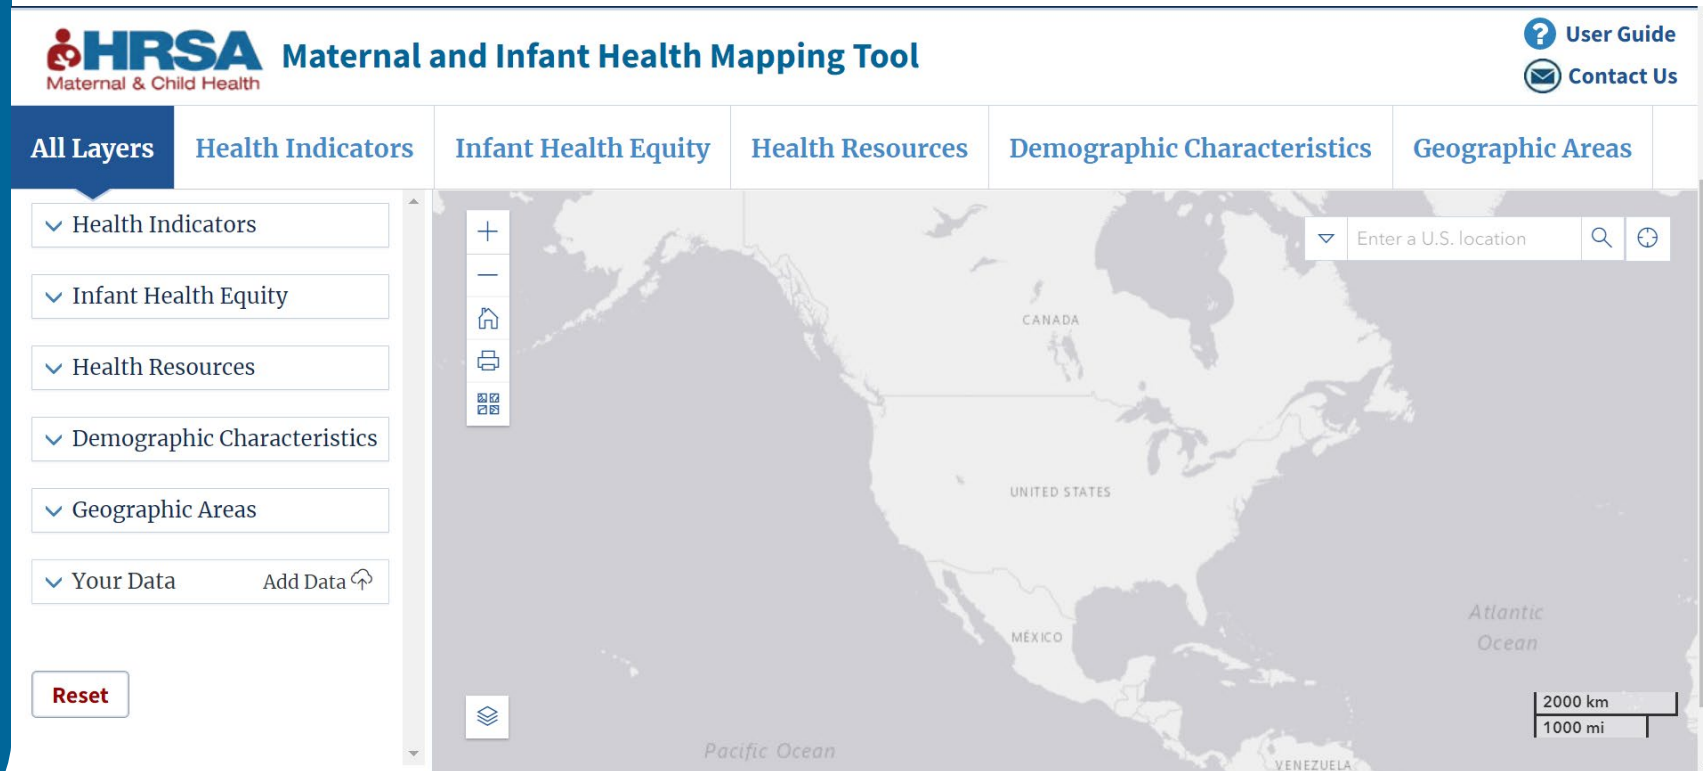 HRSA
Maternal & Child Health
Maternal and Infant Health Mapping Tool
User Guide
Contact Us
All Layers
Health Indicators
Infant Health Equity
Health Resources
Demographic Characteristics
Geographic Areas
Health Indicators
Infant Health Equity
Health Resources
Demographic Characteristics
Geographic Areas
Your Data Add Data
Reset
Enter a U.S. location
CANADA
UNITED STATES
MÉXICO
Atlantic
Ocean
2000 km
1000 mi
Pacific Ocean
VENEZUELA